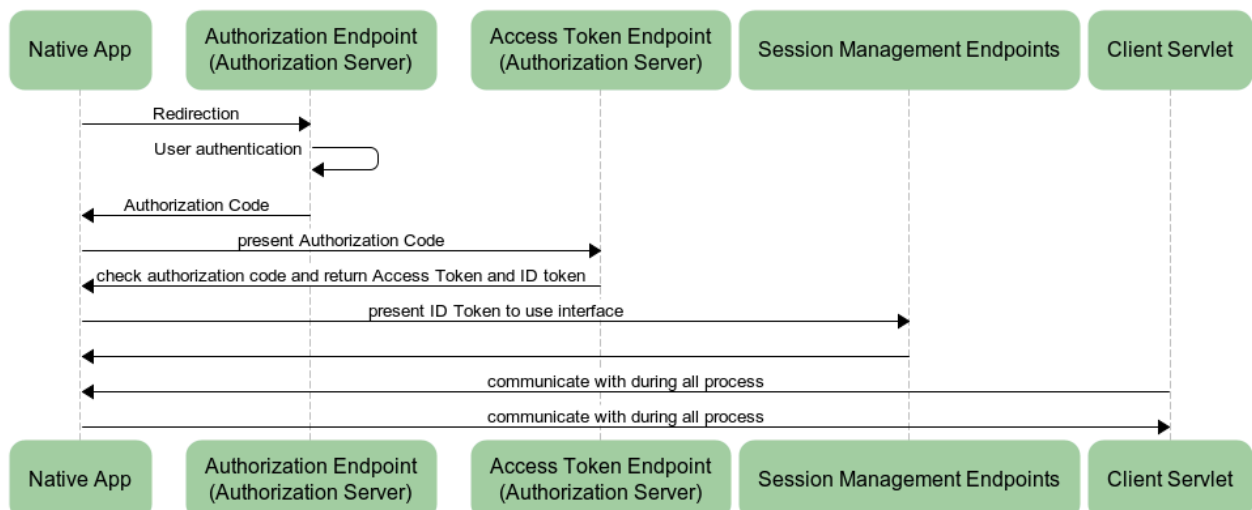 Native App
Authorization Endpoint
(Authorization Server)
Access Token Endpoint
(Authorization Server)
Session Management Endpoints
Client Servlet
Redirection
User authentication
Authorization Code
present Authorization Code
check authorization code and return Access Token and ID token
present ID Token to use interface
communicate with during all process
communicate with during all process
Native App
Authorization Endpoint
(Authorization Server)
Access Token Endpoint
(Authorization Server)
Session Management Endpoints
Client Servlet